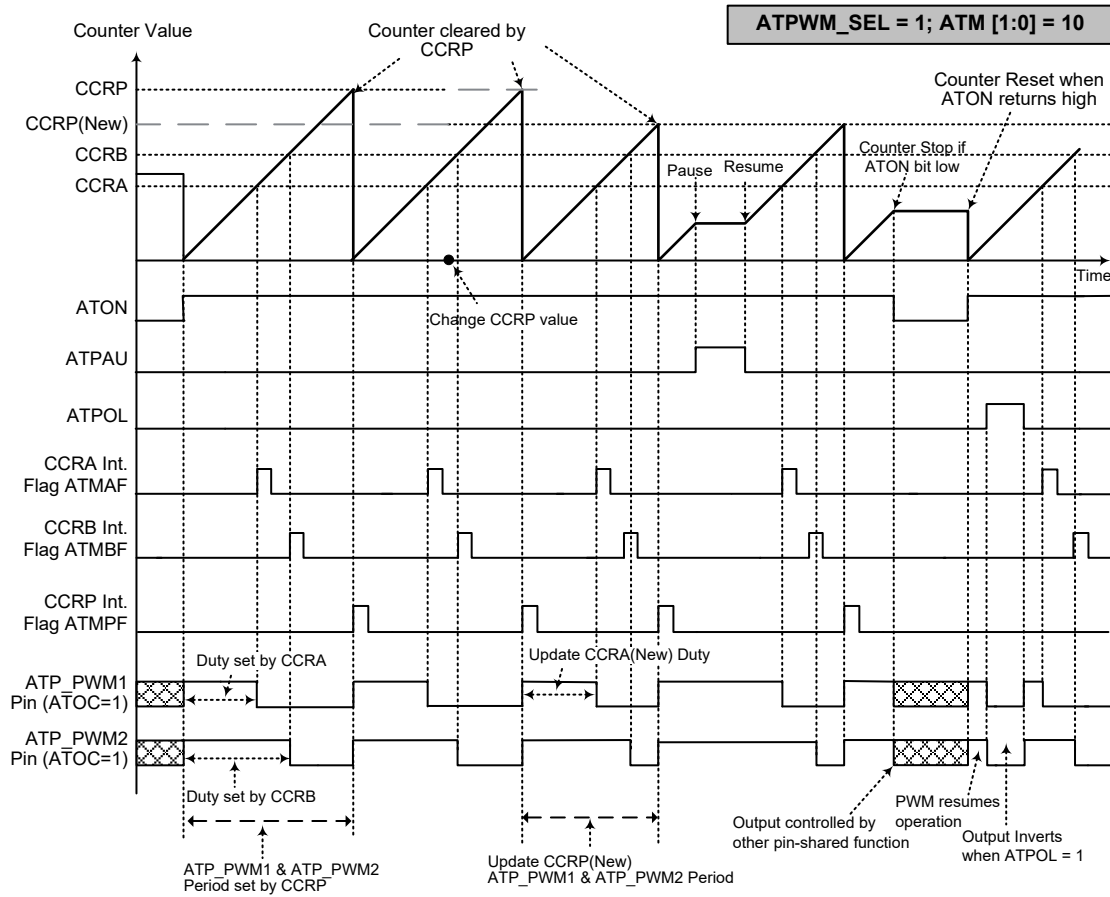 ATPWM_SEL = 1; ATM [1:0] = 10
Counter Value
Counter cleared by
CCRP
CCRP
CCRP(New)
CCRB
CCRA
Pause
Resume
Counter Stop if
ATON bit low
Counter Reset when
ATON returns high
Time
ATON
Change CCRP value
ATPAU
ATPOL
CCRA Int.
Flag ATMAF
CCRB Int.
Flag ATMBF
CCRP Int.
Flag ATMPF
Duty set by CCRA
Update CCRA(New) Duty
ATP_PWM1
Pin (ATOC=1)
ATP_PWM2
Pin (ATOC=1)
Duty set by CCRB
ATP_PWM1 & ATP_PWM2
Period set by CCRP
Update CCRP(New)
ATP_PWM1 & ATP_PWM2 Period
Output controlled by
other pin-shared function
PWM resumes
operation
Output Inverts
when ATPOL = 1